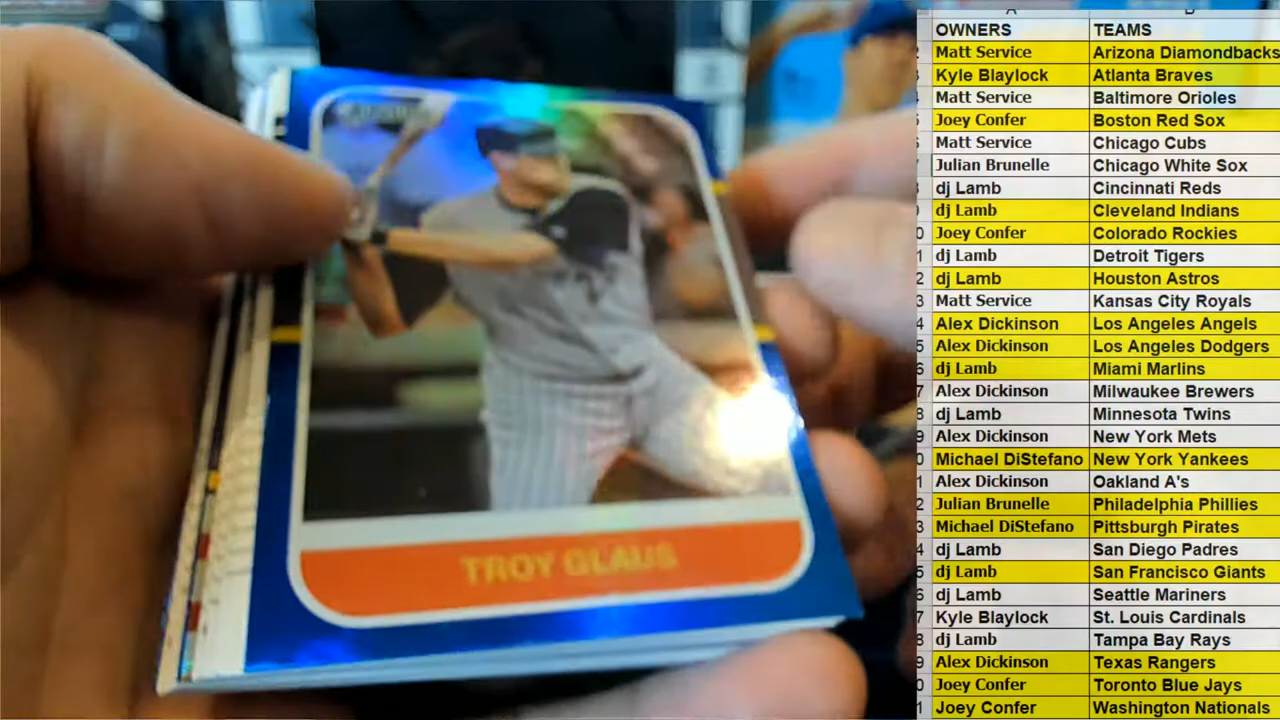 TROY GLAUS
OWNERS TEAMS
Matt Service Arizona Diamondbacks
Kyle Blaylock Atlanta Braves
Matt Service Baltimore Orioles
Joey Confer Boston Red Sox
Matt Service Chicago Cubs
Julian Brunelle Chicago White Sox
dj Lamb Cincinnati Reds
dj Lamb Cleveland Indians
Joey Confer Colorado Rockies
dj Lamb Detroit Tigers
dj Lamb Houston Astros
Matt Service Kansas City Royals
Alex Dickinson Los Angeles Angels
Alex Dickinson Los Angeles Dodgers
dj Lamb Miami Marlins
Alex Dickinson Milwaukee Brewers
dj Lamb Minnesota Twins
Alex Dickinson New York Mets
Michael DiStefano New York Yankees
Alex Dickinson Oakland A's
Julian Brunelle Philadelphia Phillies
Michael DiStefano Pittsburgh Pirates
dj Lamb San Diego Padres
dj Lamb San Francisco Giants
dj Lamb Seattle Mariners
Kyle Blaylock St. Louis Cardinals
dj Lamb Tampa Bay Rays
Alex Dickinson Texas Rangers
Joey Confer Toronto Blue Jays
Joey Confer Washington Nationals